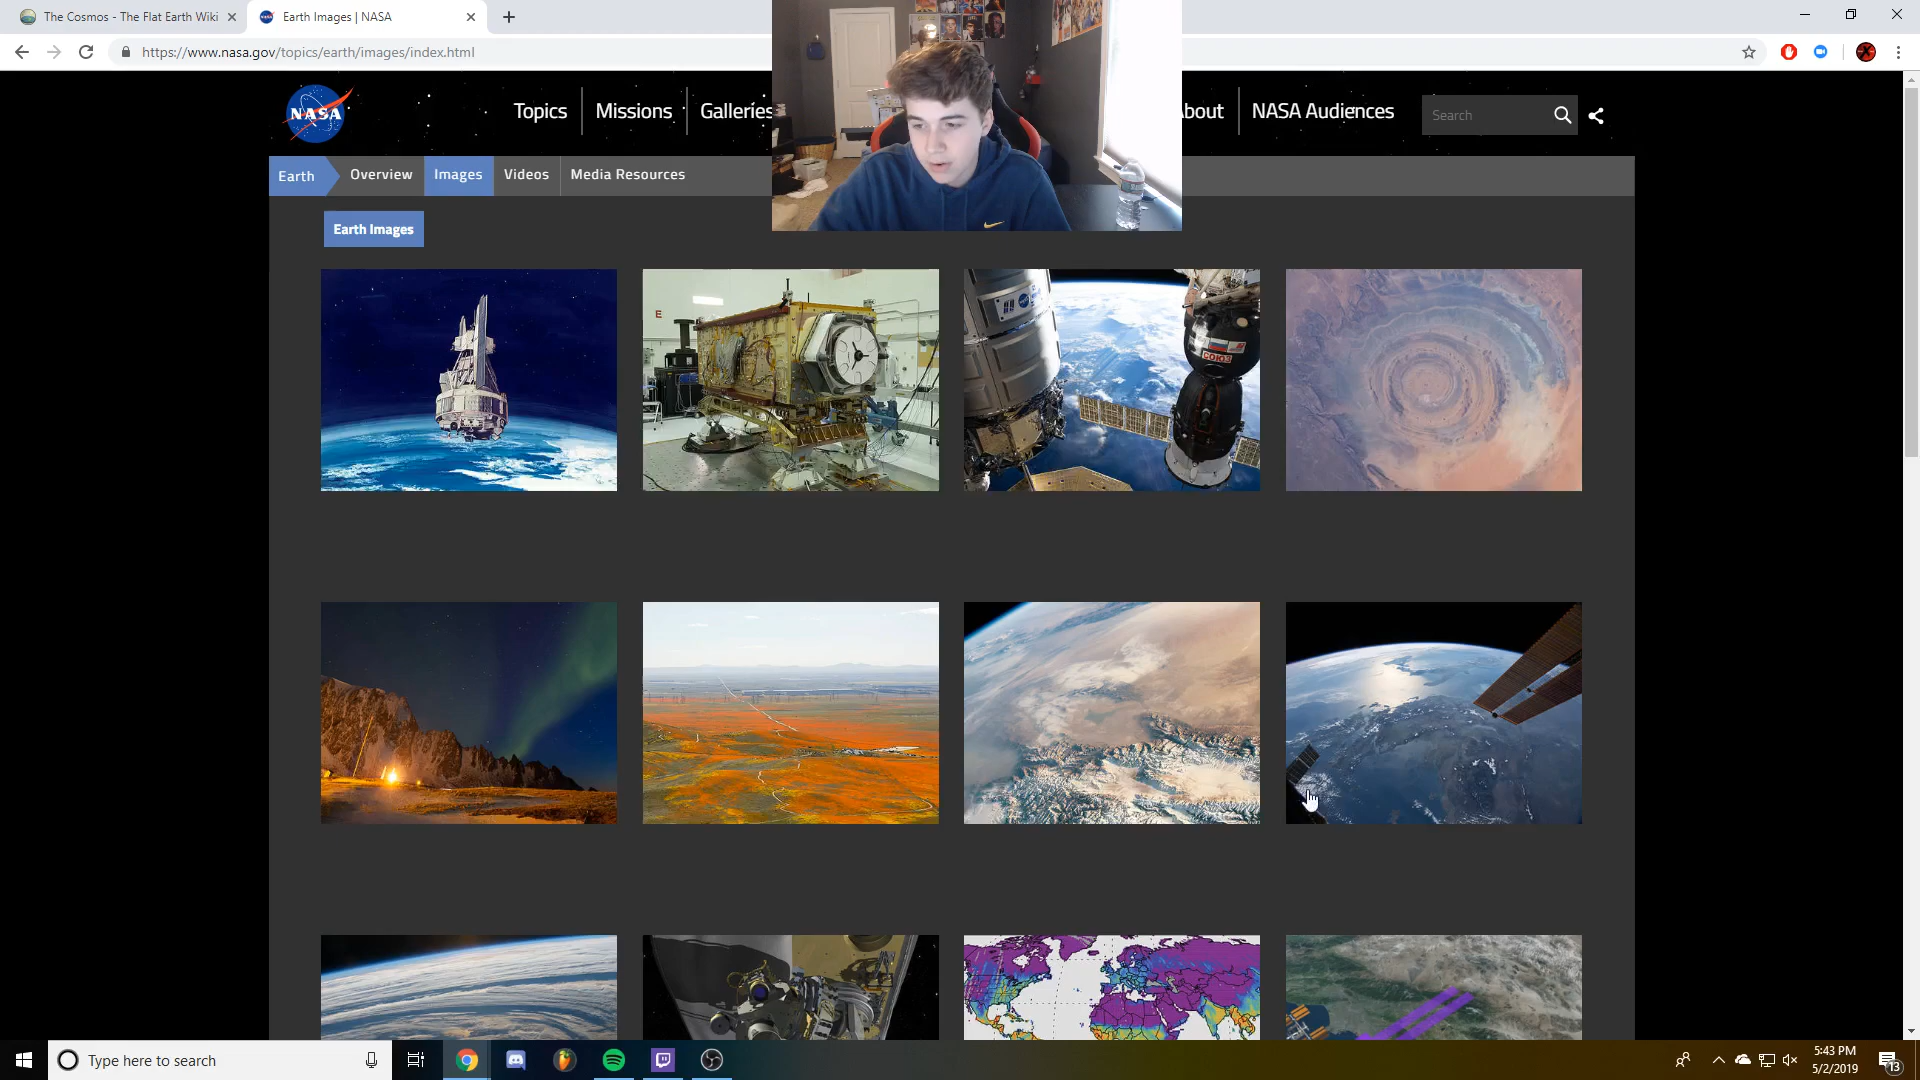 The Cosmos - The Flat Earth Wiki
Earth Images | NASA
https://www.nasa.gov/topics/earth/images/index.html
NASA
Topics
Missions
Galleries
bout
NASA Audiences
Search
Earth
Overview
Images
Videos
Media Resources
Earth Images
E
СОЮЗ
Type here to search
5:43 PM
5/2/2019
13